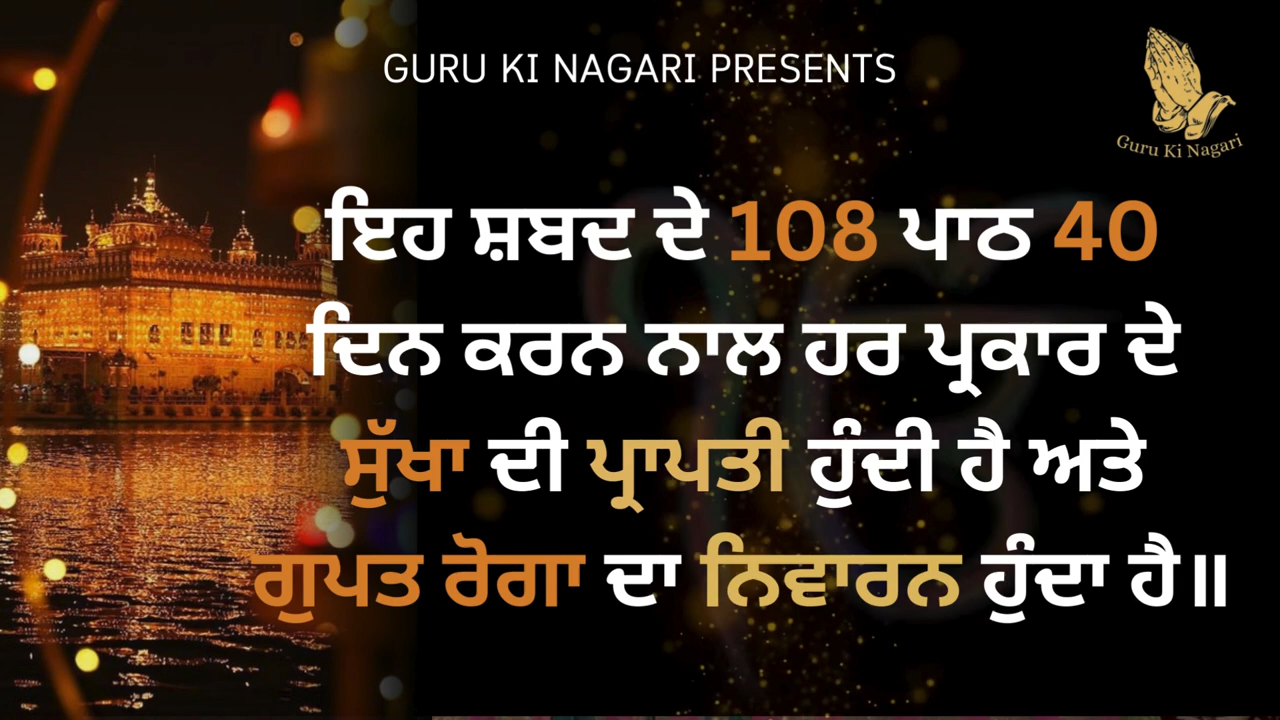 GURU KI NAGARI PRESENTS
Guru Ki Nagari
ਇਹ ਸ਼ਬਦ ਦੇ 108 ਪਾਠ 40
ਦਿਨ ਕਰਨ ਨਾਲ ਹਰ ਪ੍ਰਕਾਰ ਦੇ
ਸੁੱਖਾ ਦੀ ਪ੍ਰਾਪਤੀ ਹੁੰਦੀ ਹੈ ਅਤੇ
ਗੁਪਤ ਰੋਗਾ ਦਾ ਨਿਵਾਰਨ ਹੁੰਦਾ ਹੈ॥